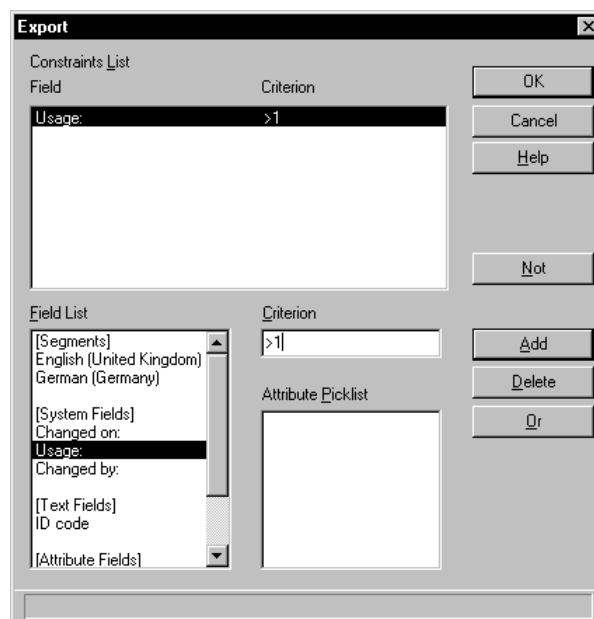 Export
Constraints List
Field Criterion
OK
Usage: >1
Cancel
Help
Not
Field List Criterion
[Segments]
English (United Kingdom)
German (Germany)
[System Fields]
Changed on:
Usage:
Changed by:
[Text Fields]
ID code
[Attribute Fields]
>1
Attribute Picklist
Add
Delete
Or